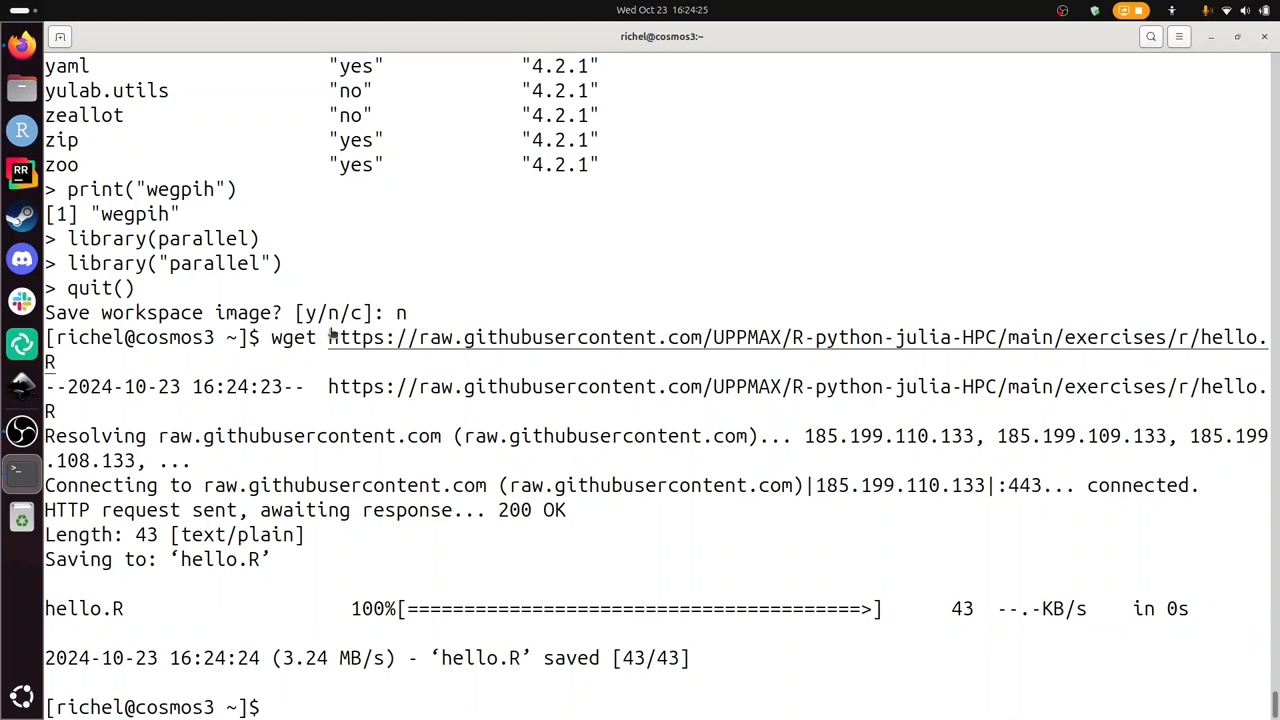 Wed Oct 23 16:24:25
richel@cosmos3:~
yaml "yes" "4.2.1"
yulab.utils "no" "4.2.1"
zeallot "no" "4.2.1"
zip "yes" "4.2.1"
zoo "yes" "4.2.1"
> print("wegpih")
[1] "wegpih"
> library(parallel)
> library("parallel")
> quit()
Save workspace image? [y/n/c]: n
[richel@cosmos3 ~]$ wget https://raw.githubusercontent.com/UPPMAX/R-python-julia-HPC/main/exercises/r/hello.
R
--2024-10-23 16:24:23-- https://raw.githubusercontent.com/UPPMAX/R-python-julia-HPC/main/exercises/r/hello.
R
Resolving raw.githubusercontent.com (raw.githubusercontent.com)... 185.199.110.133, 185.199.109.133, 185.199
.108.133, ...
Connecting to raw.githubusercontent.com (raw.githubusercontent.com)|185.199.110.133|:443... connected.
HTTP request sent, awaiting response... 200 OK
Length: 43 [text/plain]
Saving to: ‘hello.R’
hello.R 100%[========================================>] 43 --.-KB/s in 0s
2024-10-23 16:24:24 (3.24 MB/s) - ‘hello.R’ saved [43/43]
[richel@cosmos3 ~]$
R
RR